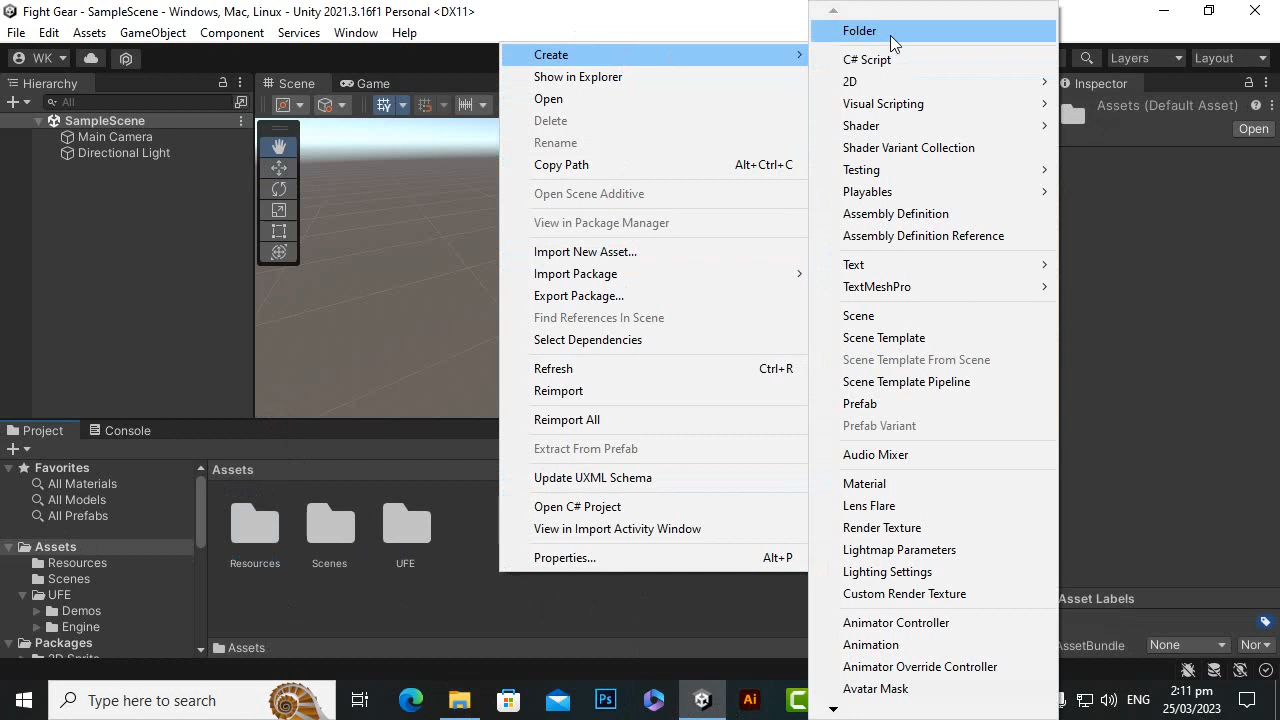 Fight Gear - SampleScene - Windows, Mac, Linux - Unity 2021.3.16f1 Personal <DX11>
File Edit Assets GameObject Component Services Window Help
WK
Layers Layout
Hierarchy
Scene
Game
Inspector
All
SampleScene
Main Camera
Directional Light
Assets (Default Asset)
Open
Create
Show in Explorer
Open
Delete
Rename
Copy Path Alt+Ctrl+C
Open Scene Additive
View in Package Manager
Import New Asset...
Import Package
Export Package...
Find References In Scene
Select Dependencies
Refresh Ctrl+R
Reimport
Reimport All
Extract From Prefab
Update UXML Schema
Open C# Project
View in Import Activity Window
Properties... Alt+P
Folder
C# Script
2D
Visual Scripting
Shader
Shader Variant Collection
Testing
Playables
Assembly Definition
Assembly Definition Reference
Text
TextMeshPro
Scene
Scene Template
Scene Template From Scene
Scene Template Pipeline
Prefab
Prefab Variant
Audio Mixer
Material
Lens Flare
Render Texture
Lightmap Parameters
Lighting Settings
Custom Render Texture
Animator Controller
Animation
Animator Override Controller
Avatar Mask
Project
Console
Favorites
All Materials
All Models
All Prefabs
Assets
Resources
Scenes
UFE
Demos
Engine
Packages
Assets
Resources
Scenes
UFE
Assets
Asset Labels
AssetBundle None Nor
Type here to search
Ps
Ai
ENG
2:11 pm
25/03/2023